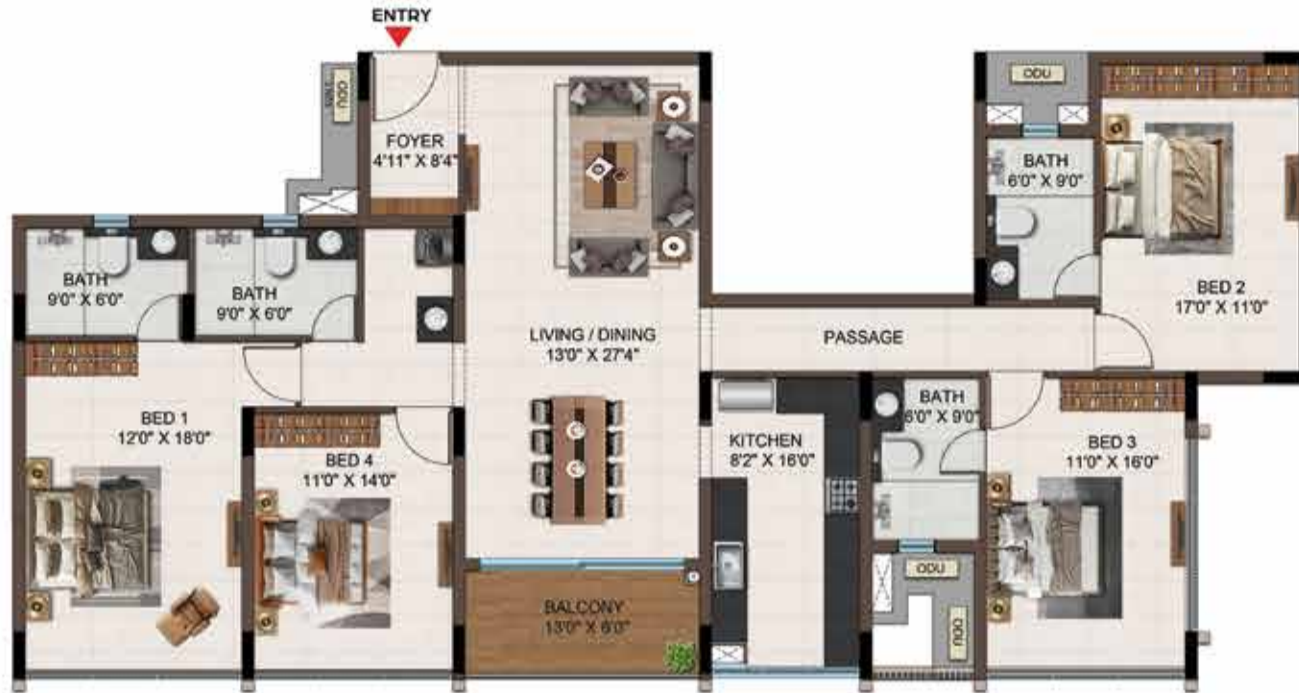 ENTRY
ODU
FOYER
4'11" X 8'4"
ODU
BATH
6'0" X 9'0"
BATH
9'0" X 6'0"
BATH
9'0" X 6'0"
BED 2
17'0" X 11'0"
LIVING / DINING
13'0" X 27'4"
PASSAGE
BED 1
12'0" X 18'0"
BED 4
11'0" X 14'0"
KITCHEN
8'2" X 16'0"
BATH
6'0" X 9'0"
BED 3
11'0" X 16'0"
ODU
ODU
BALCONY
13'0" X 6'0"